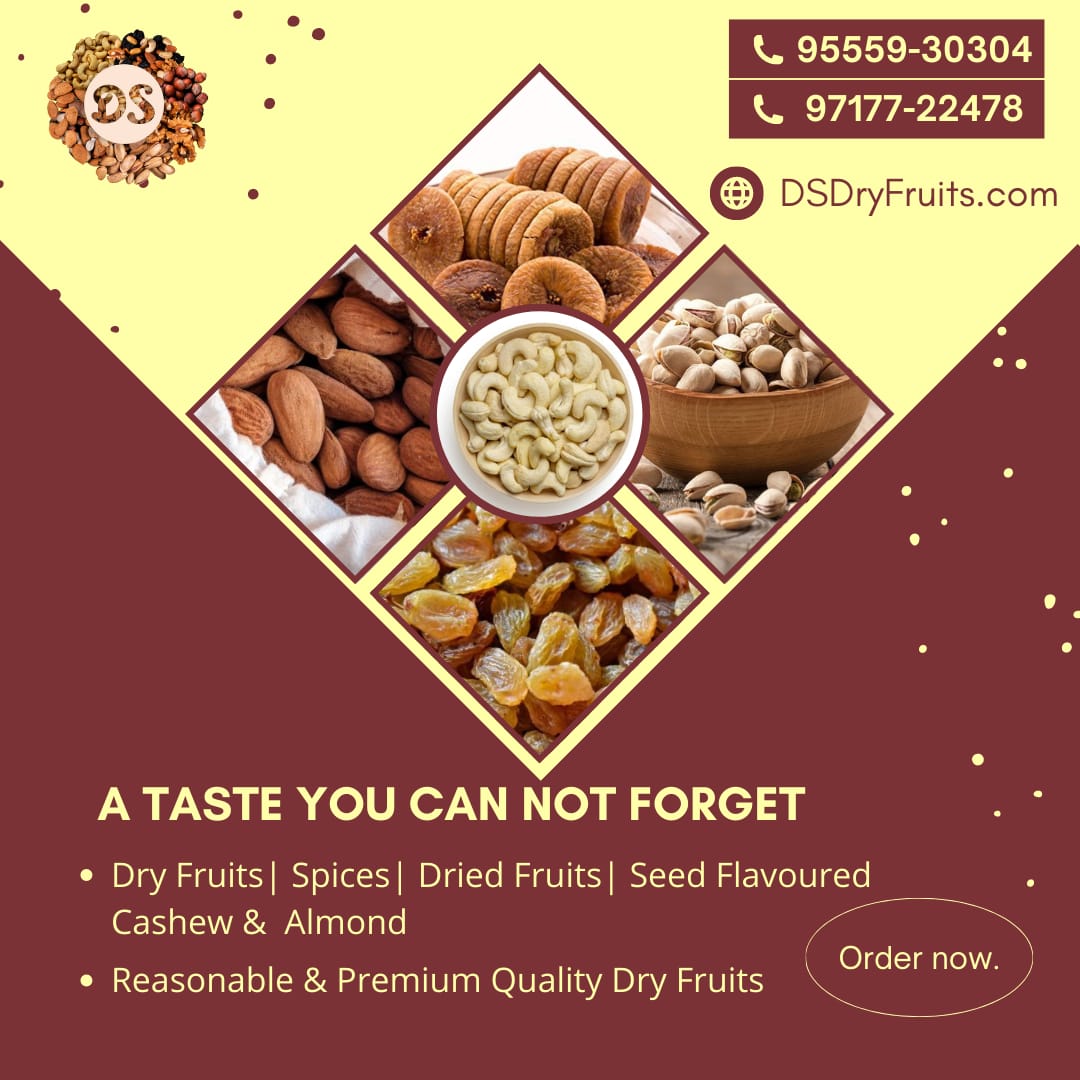 DS
95559-30304
97177-22478
DSDryFruits.com
A TASTE YOU CAN NOT FORGET
• Dry Fruits| Spices| Dried Fruits| Seed Flavoured
Cashew & Almond
• Reasonable & Premium Quality Dry Fruits
Order now.